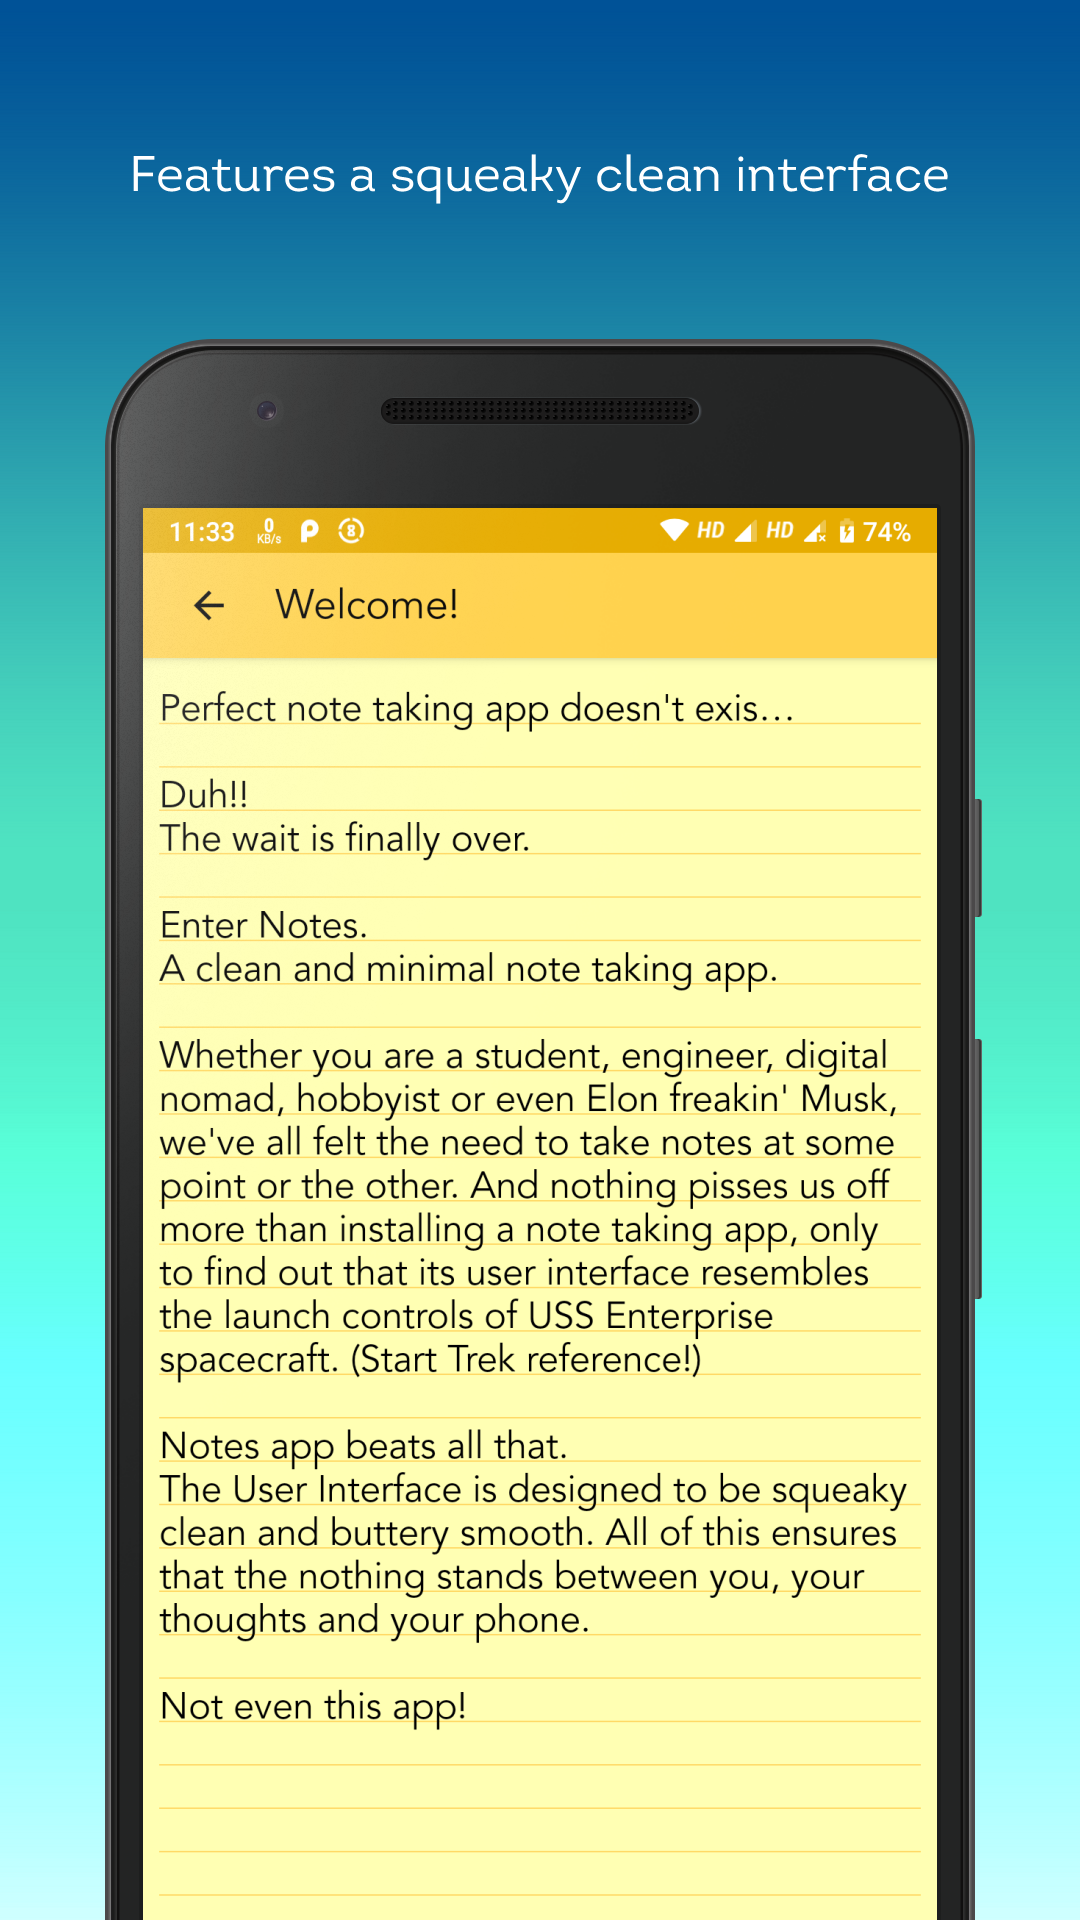 Features a squeaky clean interface
11:33 0 KB/s HD HD 74%
Welcome!
Perfect note taking app doesn't exis...
Duh!!
The wait is finally over.
Enter Notes.
A clean and minimal note taking app.
Whether you are a student, engineer, digital
nomad, hobbyist or even Elon freakin' Musk,
we've all felt the need to take notes at some
point or the other. And nothing pisses us off
more than installing a note taking app, only
to find out that its user interface resembles
the launch controls of USS Enterprise
spacecraft. (Start Trek reference!)
Notes app beats all that.
The User Interface is designed to be squeaky
clean and buttery smooth. All of this ensures
that the nothing stands between you, your
thoughts and your phone.
Not even this app!